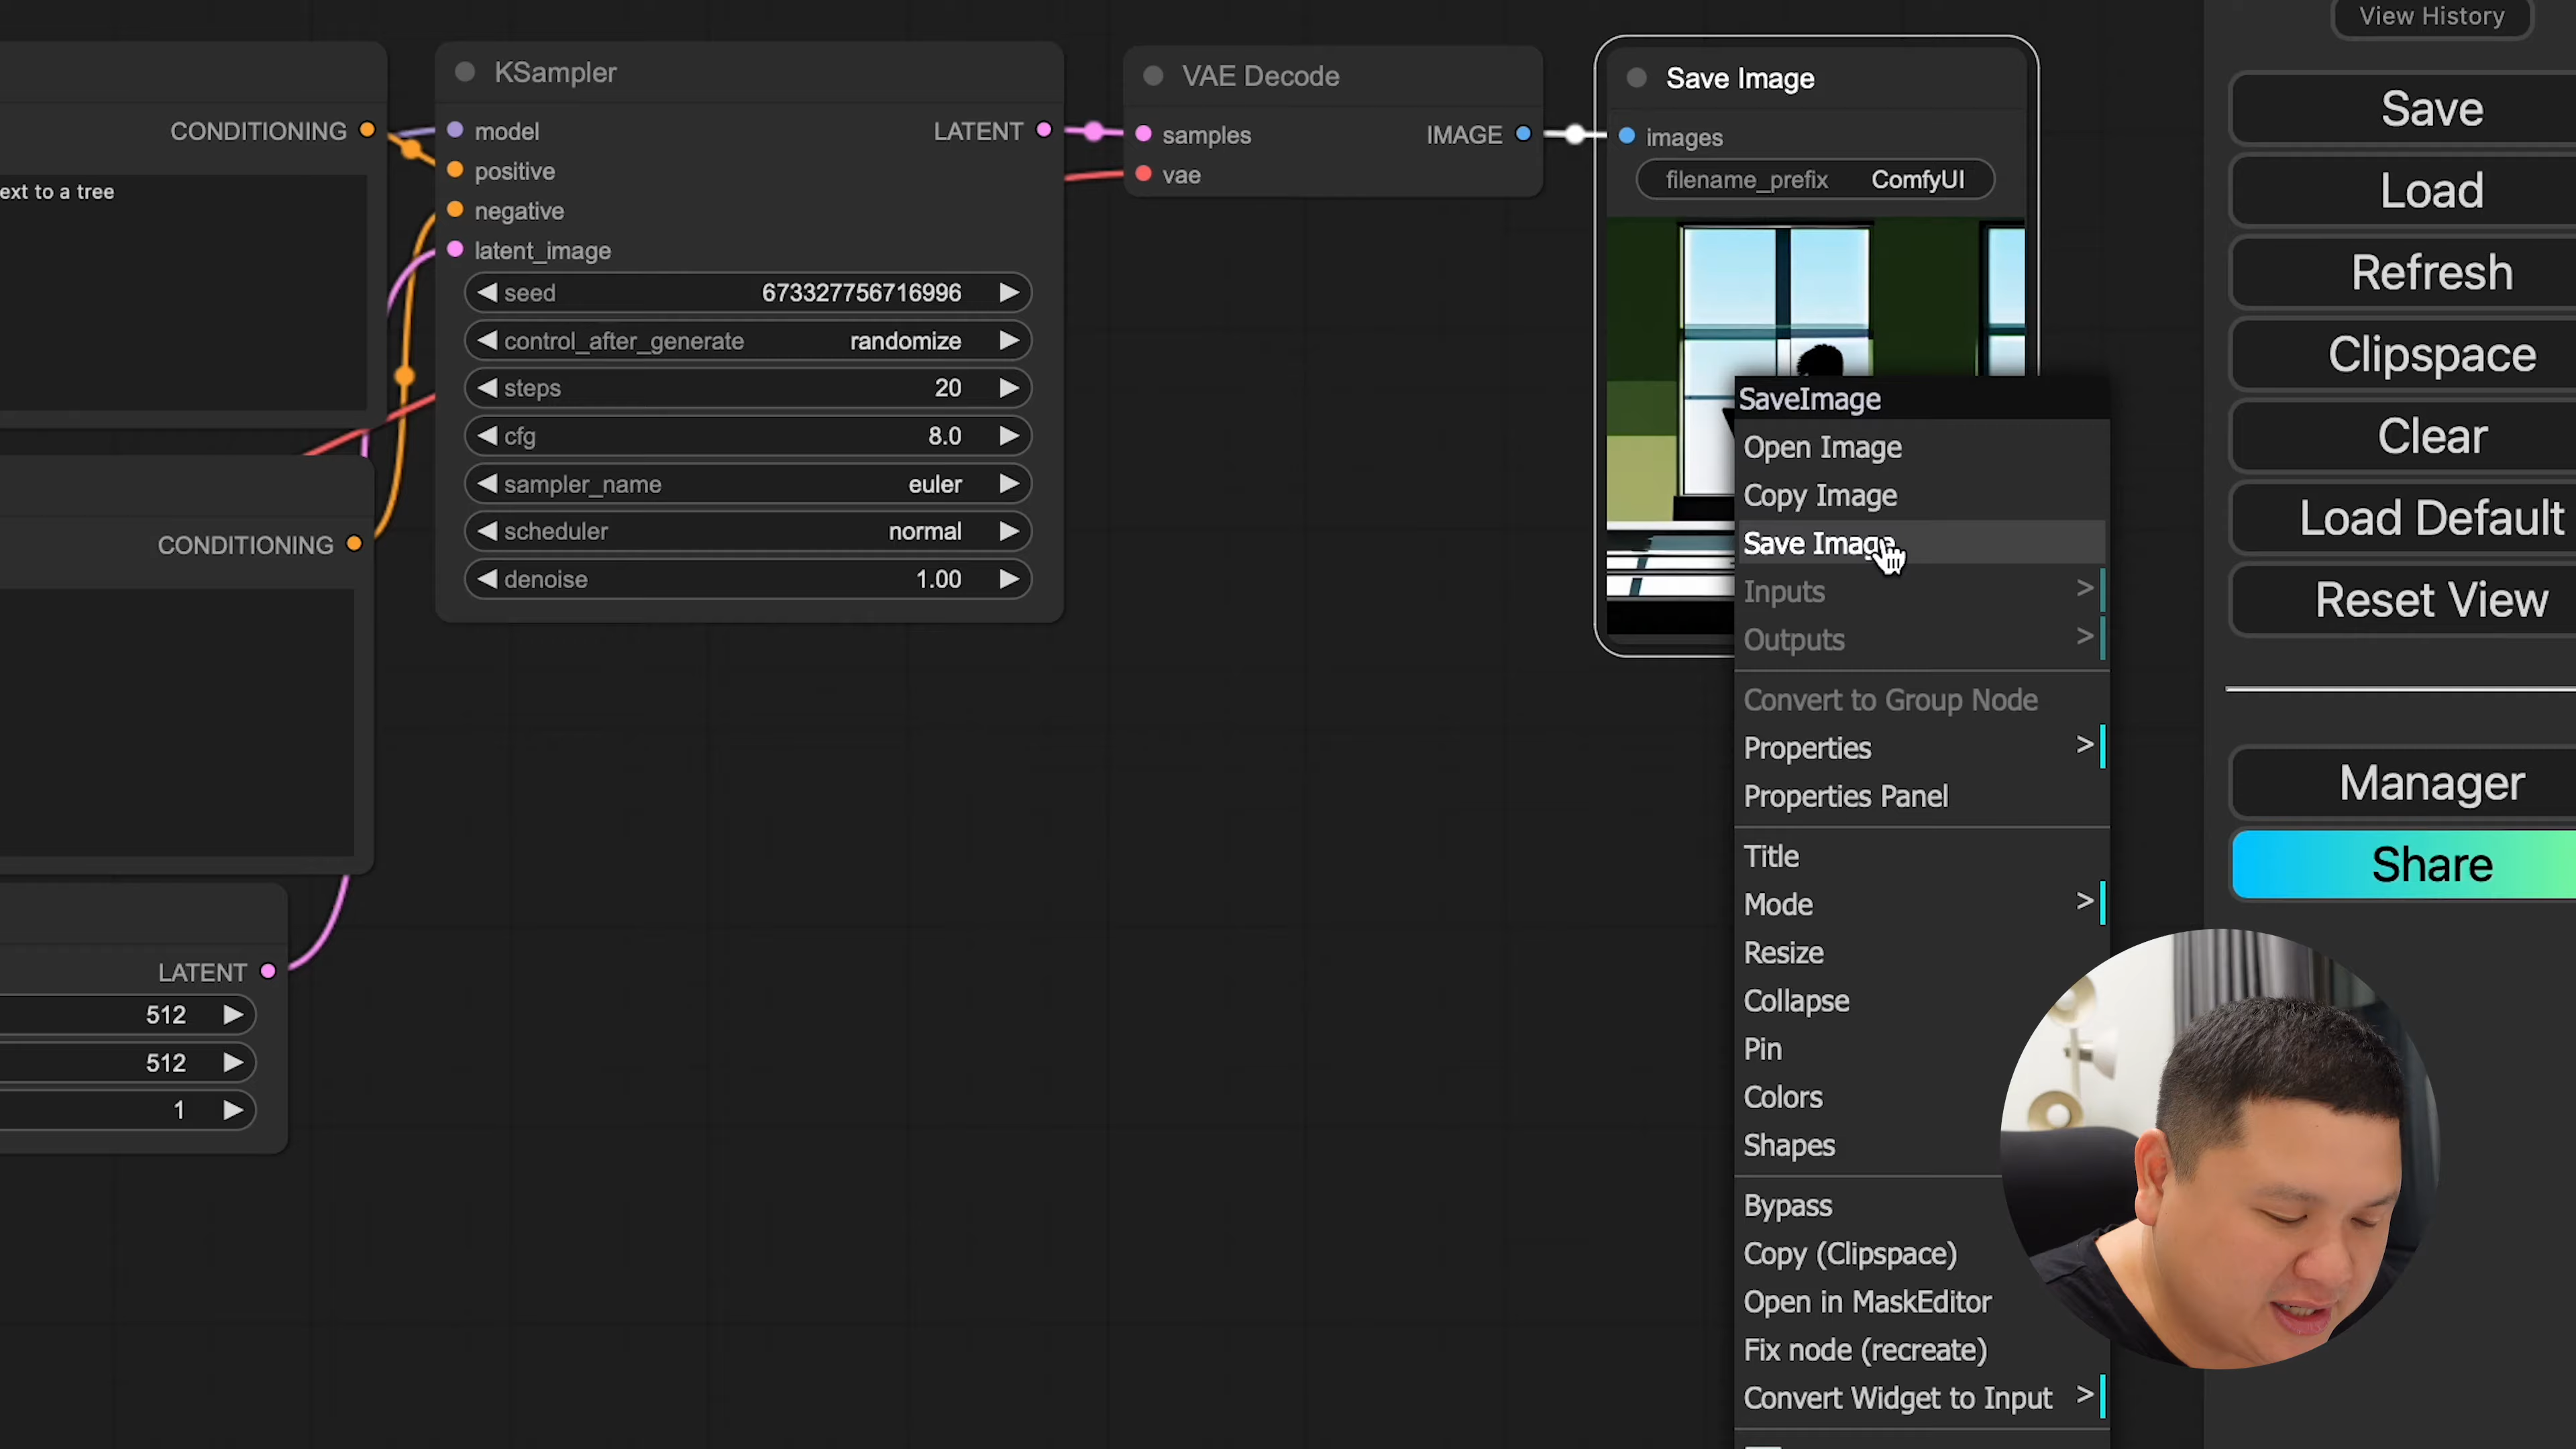 CONDITIONING
ext to a tree
CONDITIONING
LATENT
512
512
1
KSampler
model
LATENT
positive
negative
latent_image
seed 673327756716996
control_after_generate randomize
steps 20
cfg 8.0
sampler_name euler
scheduler normal
denoise 1.00
VAE Decode
samples
IMAGE
vae
Save Image
images
filename_prefix ComfyUI
SaveImage
Open Image
Copy Image
Save Image
Inputs >
Outputs >
Convert to Group Node
Properties >
Properties Panel
Title
Mode >
Resize
Collapse
Pin
Colors
Shapes
Bypass
Copy (Clipspace)
Open in MaskEditor
Fix node (recreate)
Convert Widget to Input >
View History
Save
Load
Refresh
Clipspace
Clear
Load Default
Reset View
Manager
Share